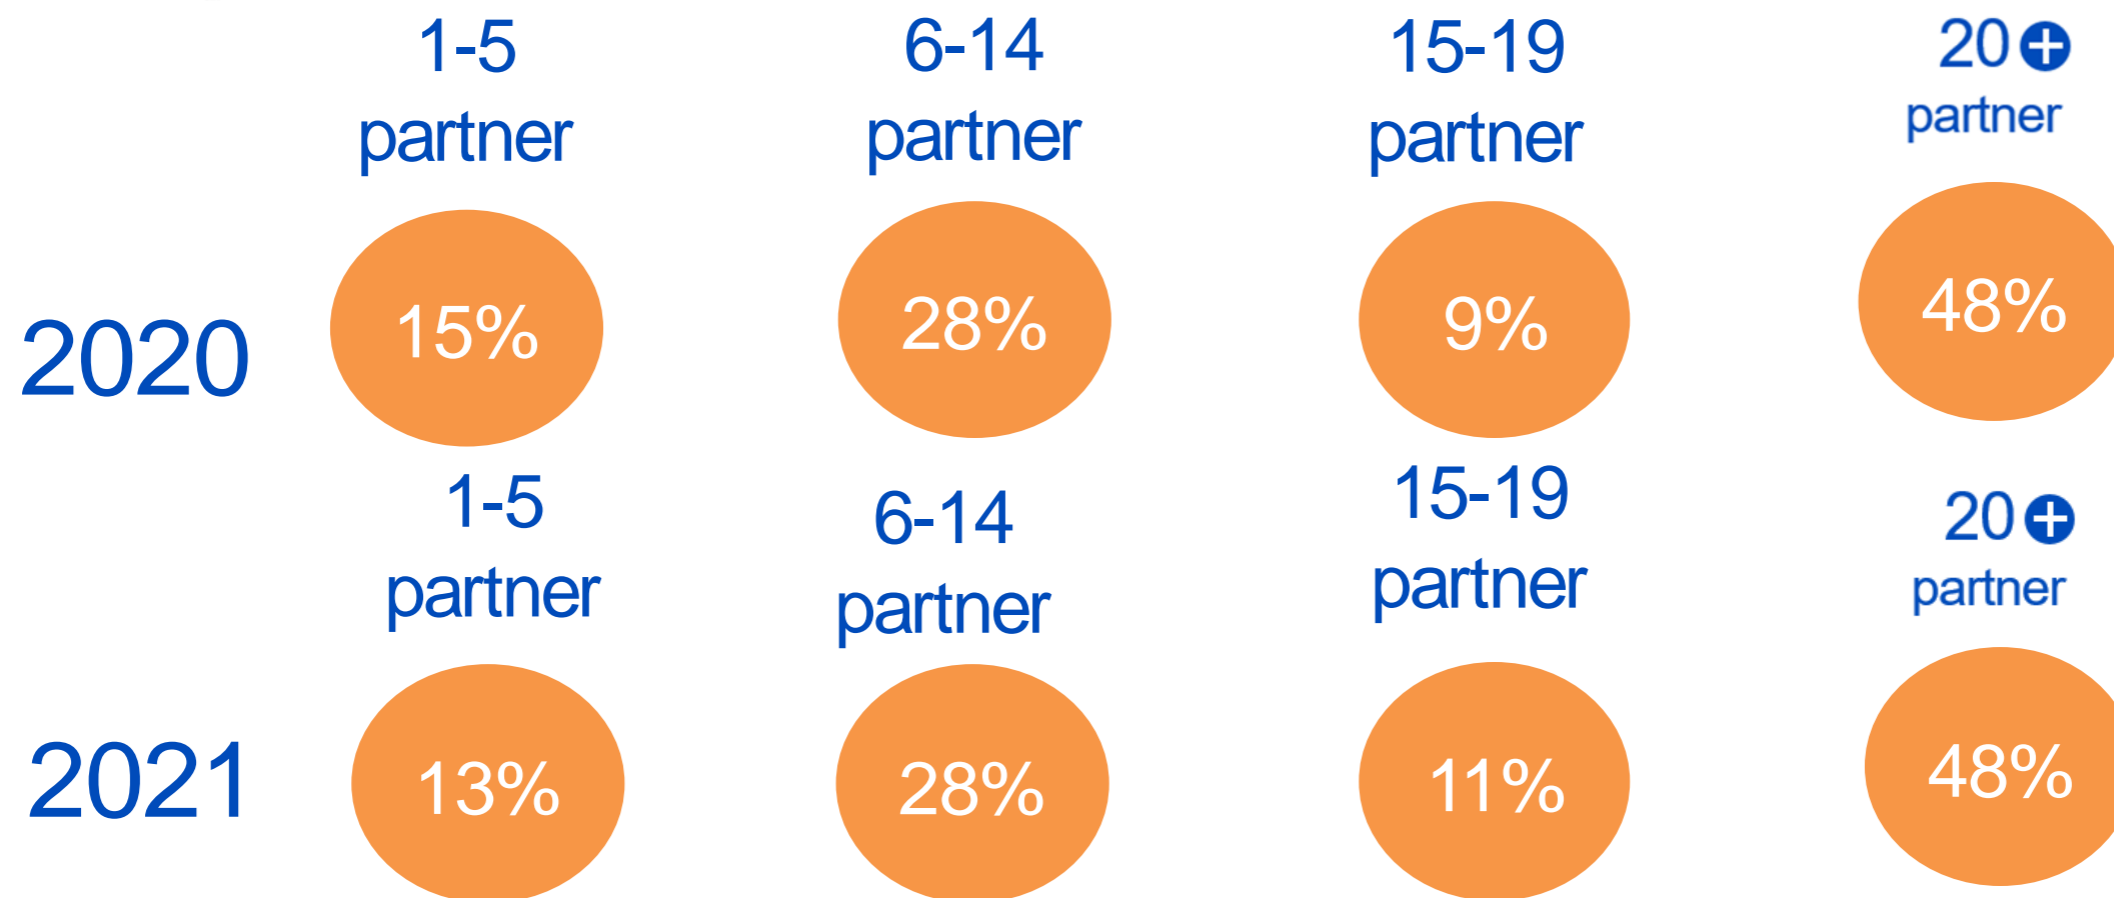 1-5
partner
6-14
partner
15-19
partner
20+
partner
2020
15%
28%
9%
48%
1-5
partner
6-14
partner
15-19
partner
20+
partner
2021
13%
28%
11%
48%